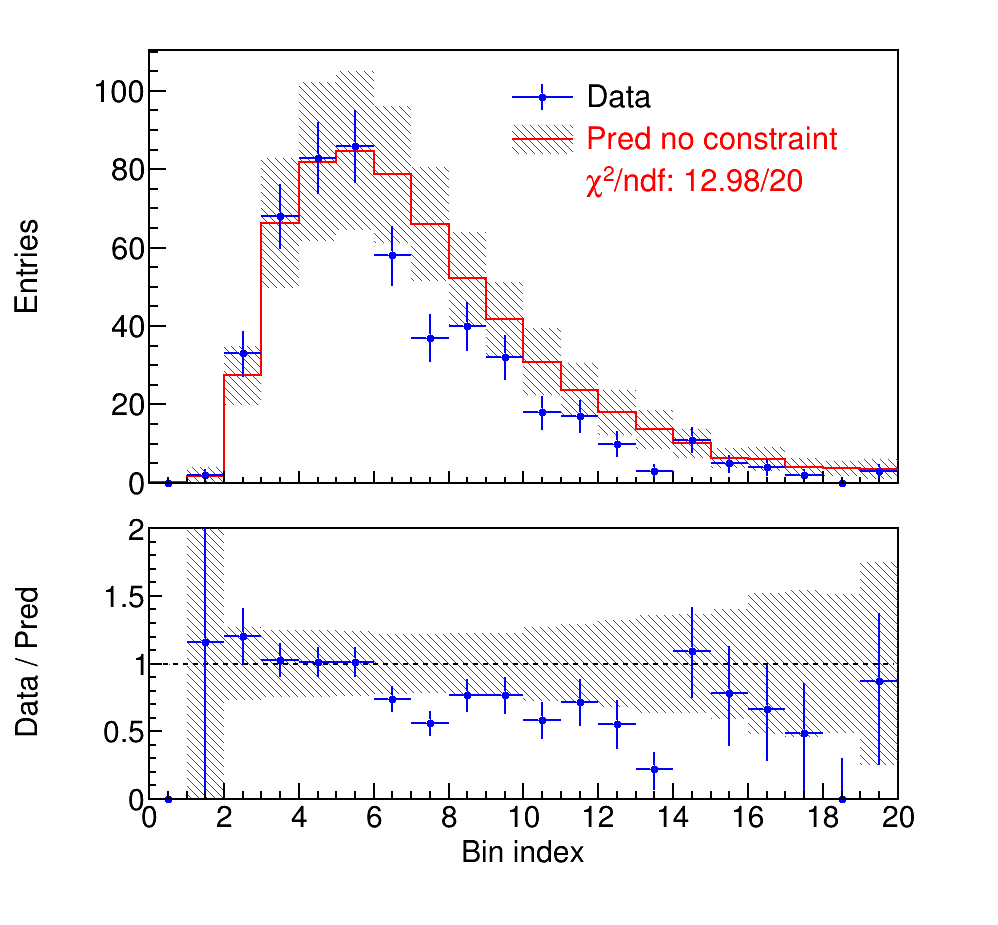 Entries
100
80
60
40
20
0
Data
Pred no constraint
χ²/ndf: 12.98/20
Data / Pred
2
1.5
1
0.5
0
0 2 4 6 8 10 12 14 16 18 20
Bin index